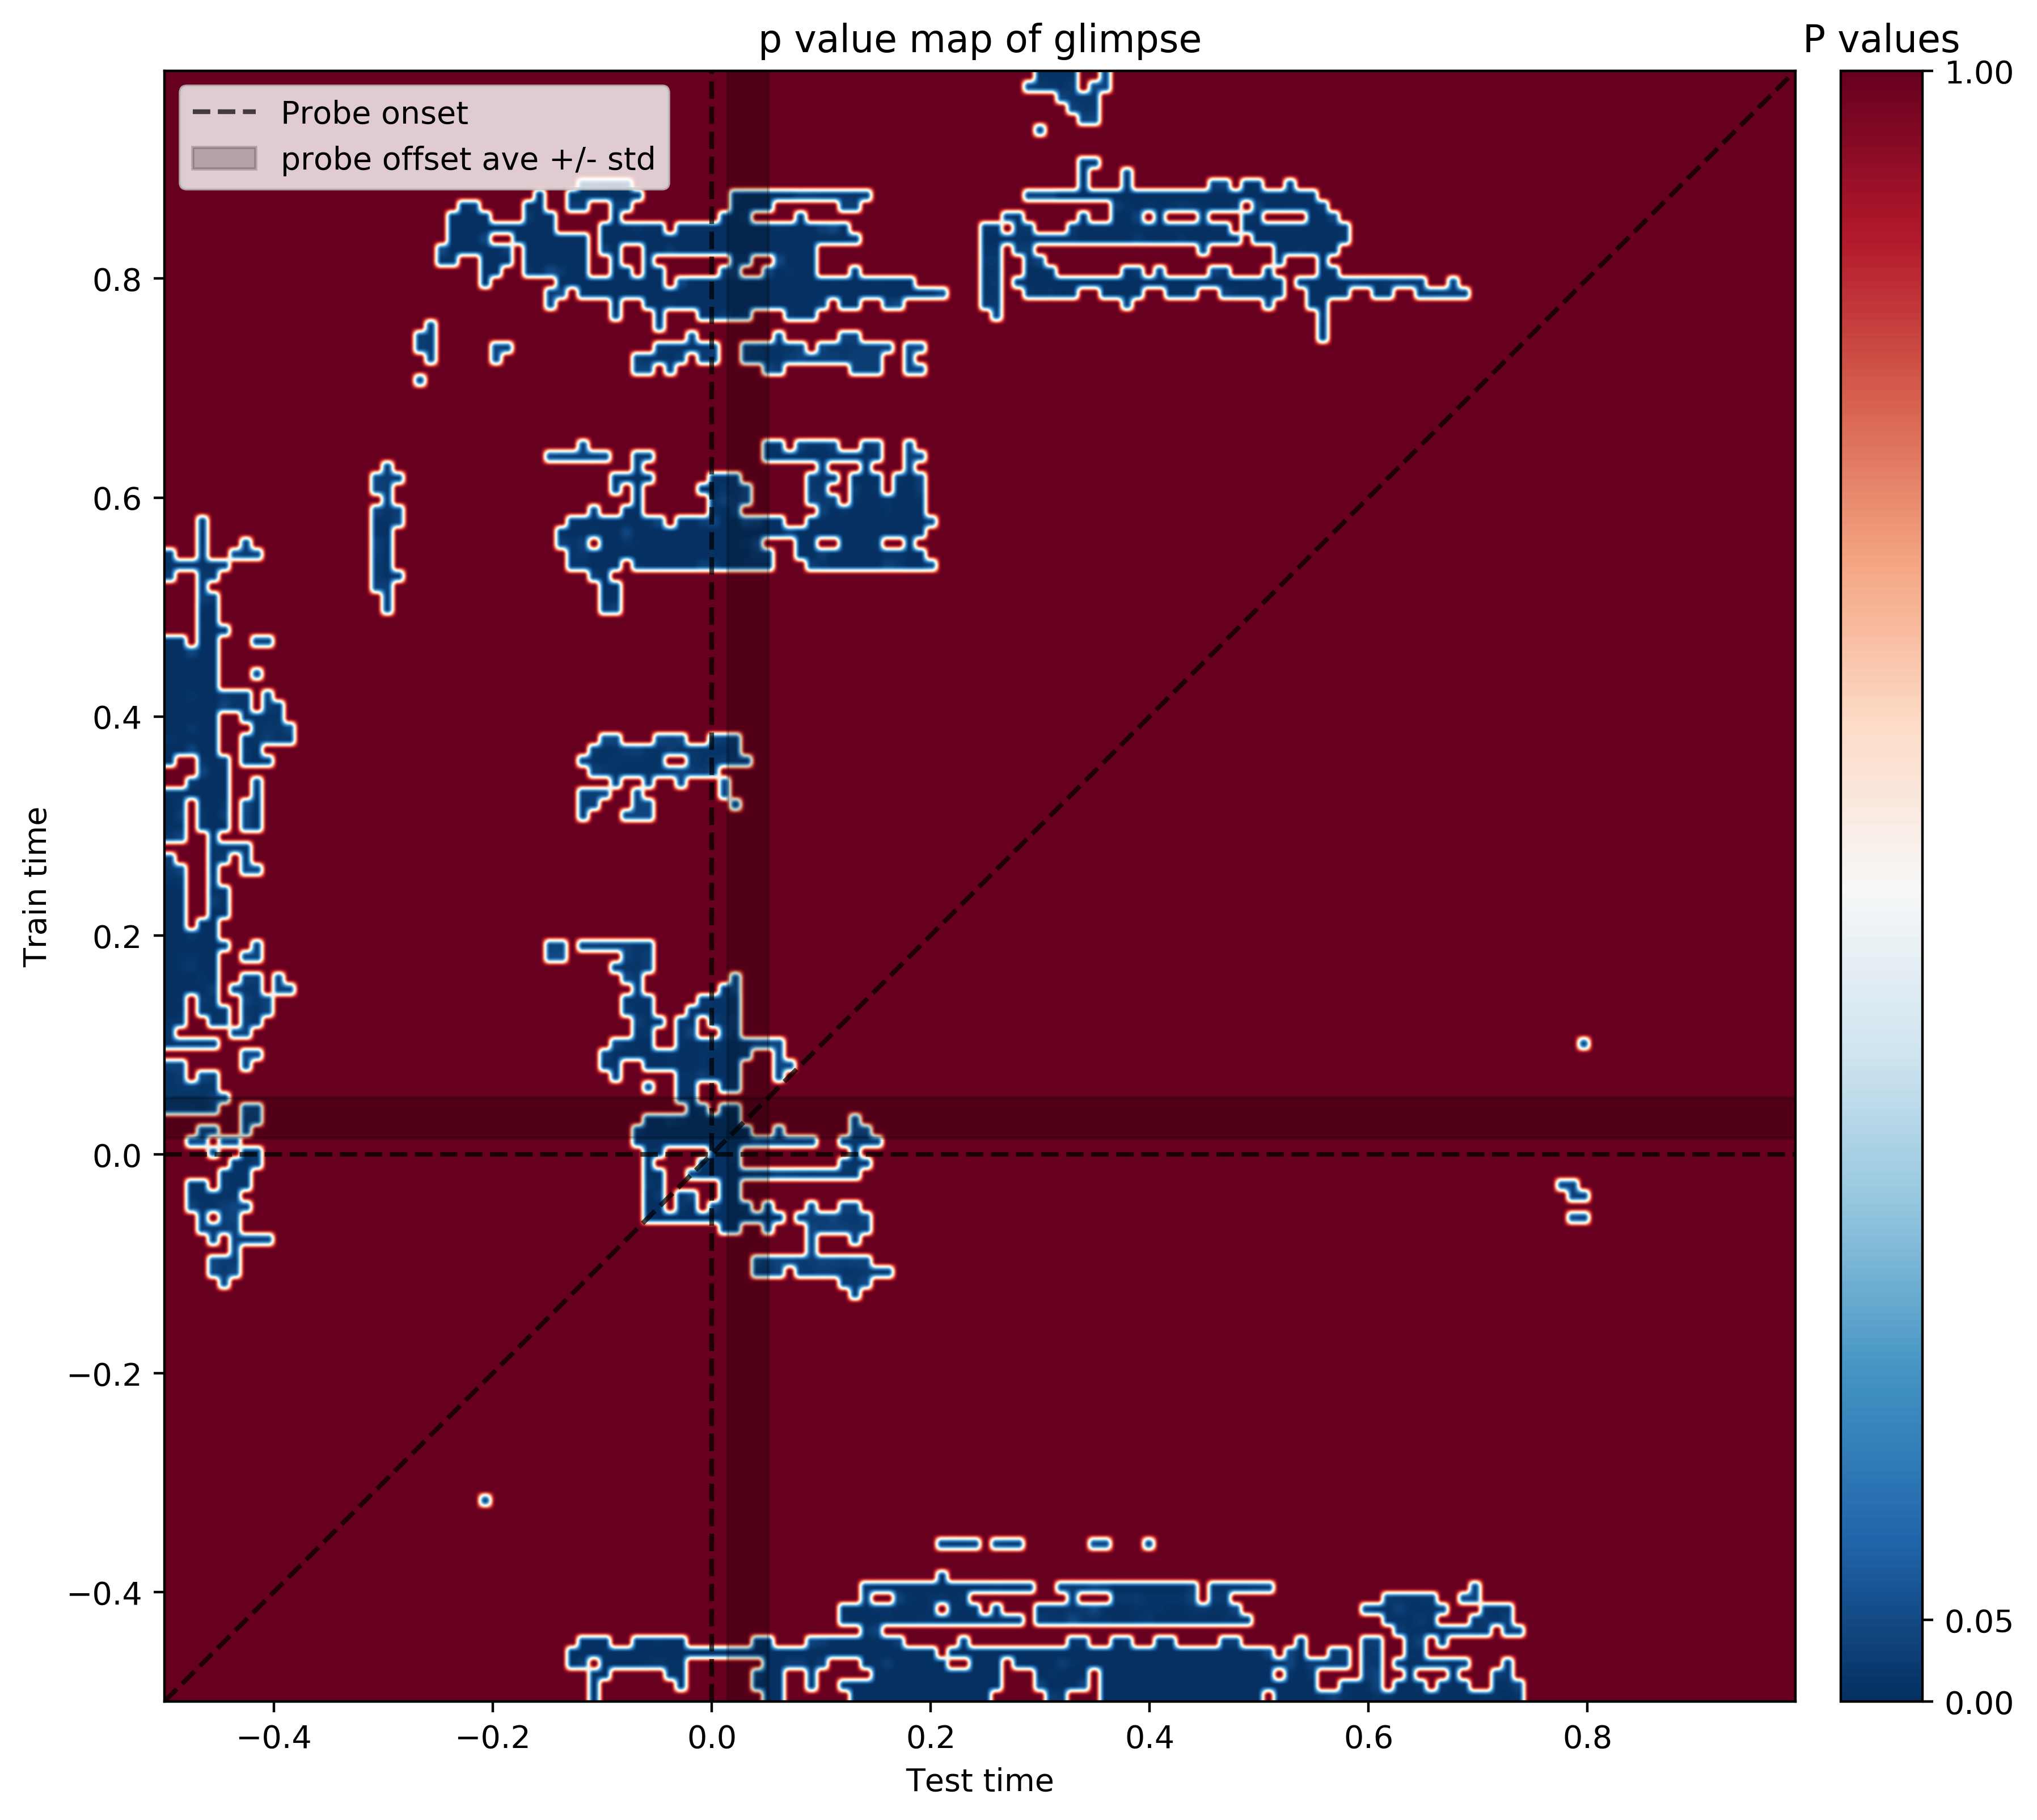 p value map of glimpse
P values
Probe onset
probe offset ave +/- std
1.00
0.05
0.00
0.8
0.6
0.4
0.2
0.0
−0.2
−0.4
Train time
−0.4
−0.2
0.0
0.2
0.4
0.6
0.8
Test time